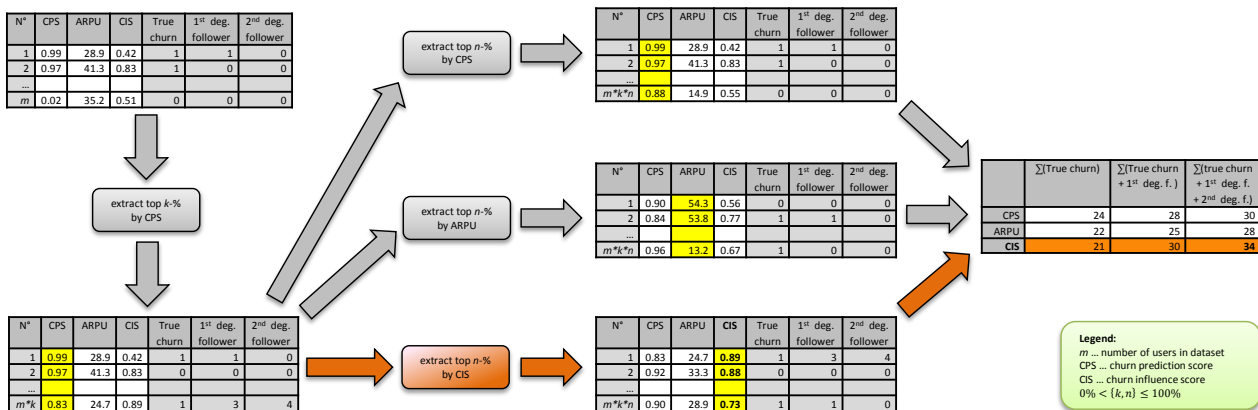 N° CPS ARPU CIS True churn 1st deg. follower 2nd deg. follower
1 0.99 28.9 0.42 1 1 0
2 0.97 41.3 0.83 1 0 0
...
m 0.02 35.2 0.51 0 0 0
extract top k-%
by CPS
N° CPS ARPU CIS True churn 1st deg. follower 2nd deg. follower
1 0.99 28.9 0.42 1 1 0
2 0.97 41.3 0.83 0 0 0
...
m*k 0.83 24.7 0.89 1 3 4
extract top n-%
by CPS
extract top n-%
by ARPU
extract top n-%
by CIS
N° CPS ARPU CIS True churn 1st deg. follower 2nd deg. follower
1 0.99 28.9 0.42 1 1 0
2 0.97 41.3 0.83 1 0 0
...
m*k*n 0.88 14.9 0.55 0 0 0
N° CPS ARPU CIS True churn 1st deg. follower 2nd deg. follower
1 0.90 54.3 0.56 0 0 0
2 0.84 53.8 0.77 1 1 0
...
m*k*n 0.96 13.2 0.67 1 0 0
N° CPS ARPU CIS True churn 1st deg. follower 2nd deg. follower
1 0.83 24.7 0.89 1 3 4
2 0.92 33.3 0.88 0 0 0
...
m*k*n 0.90 28.9 0.73 1 1 0
∑(True churn) ∑(True churn + 1st deg. f. ) ∑(true churn + 1st deg. f. + 2nd deg. f.)
CPS 24 28 30
ARPU 22 25 28
CIS 21 30 34
Legend:
m ... number of users in dataset
CPS ... churn prediction score
CIS ... churn influence score
0% < {k, n} ≤ 100%